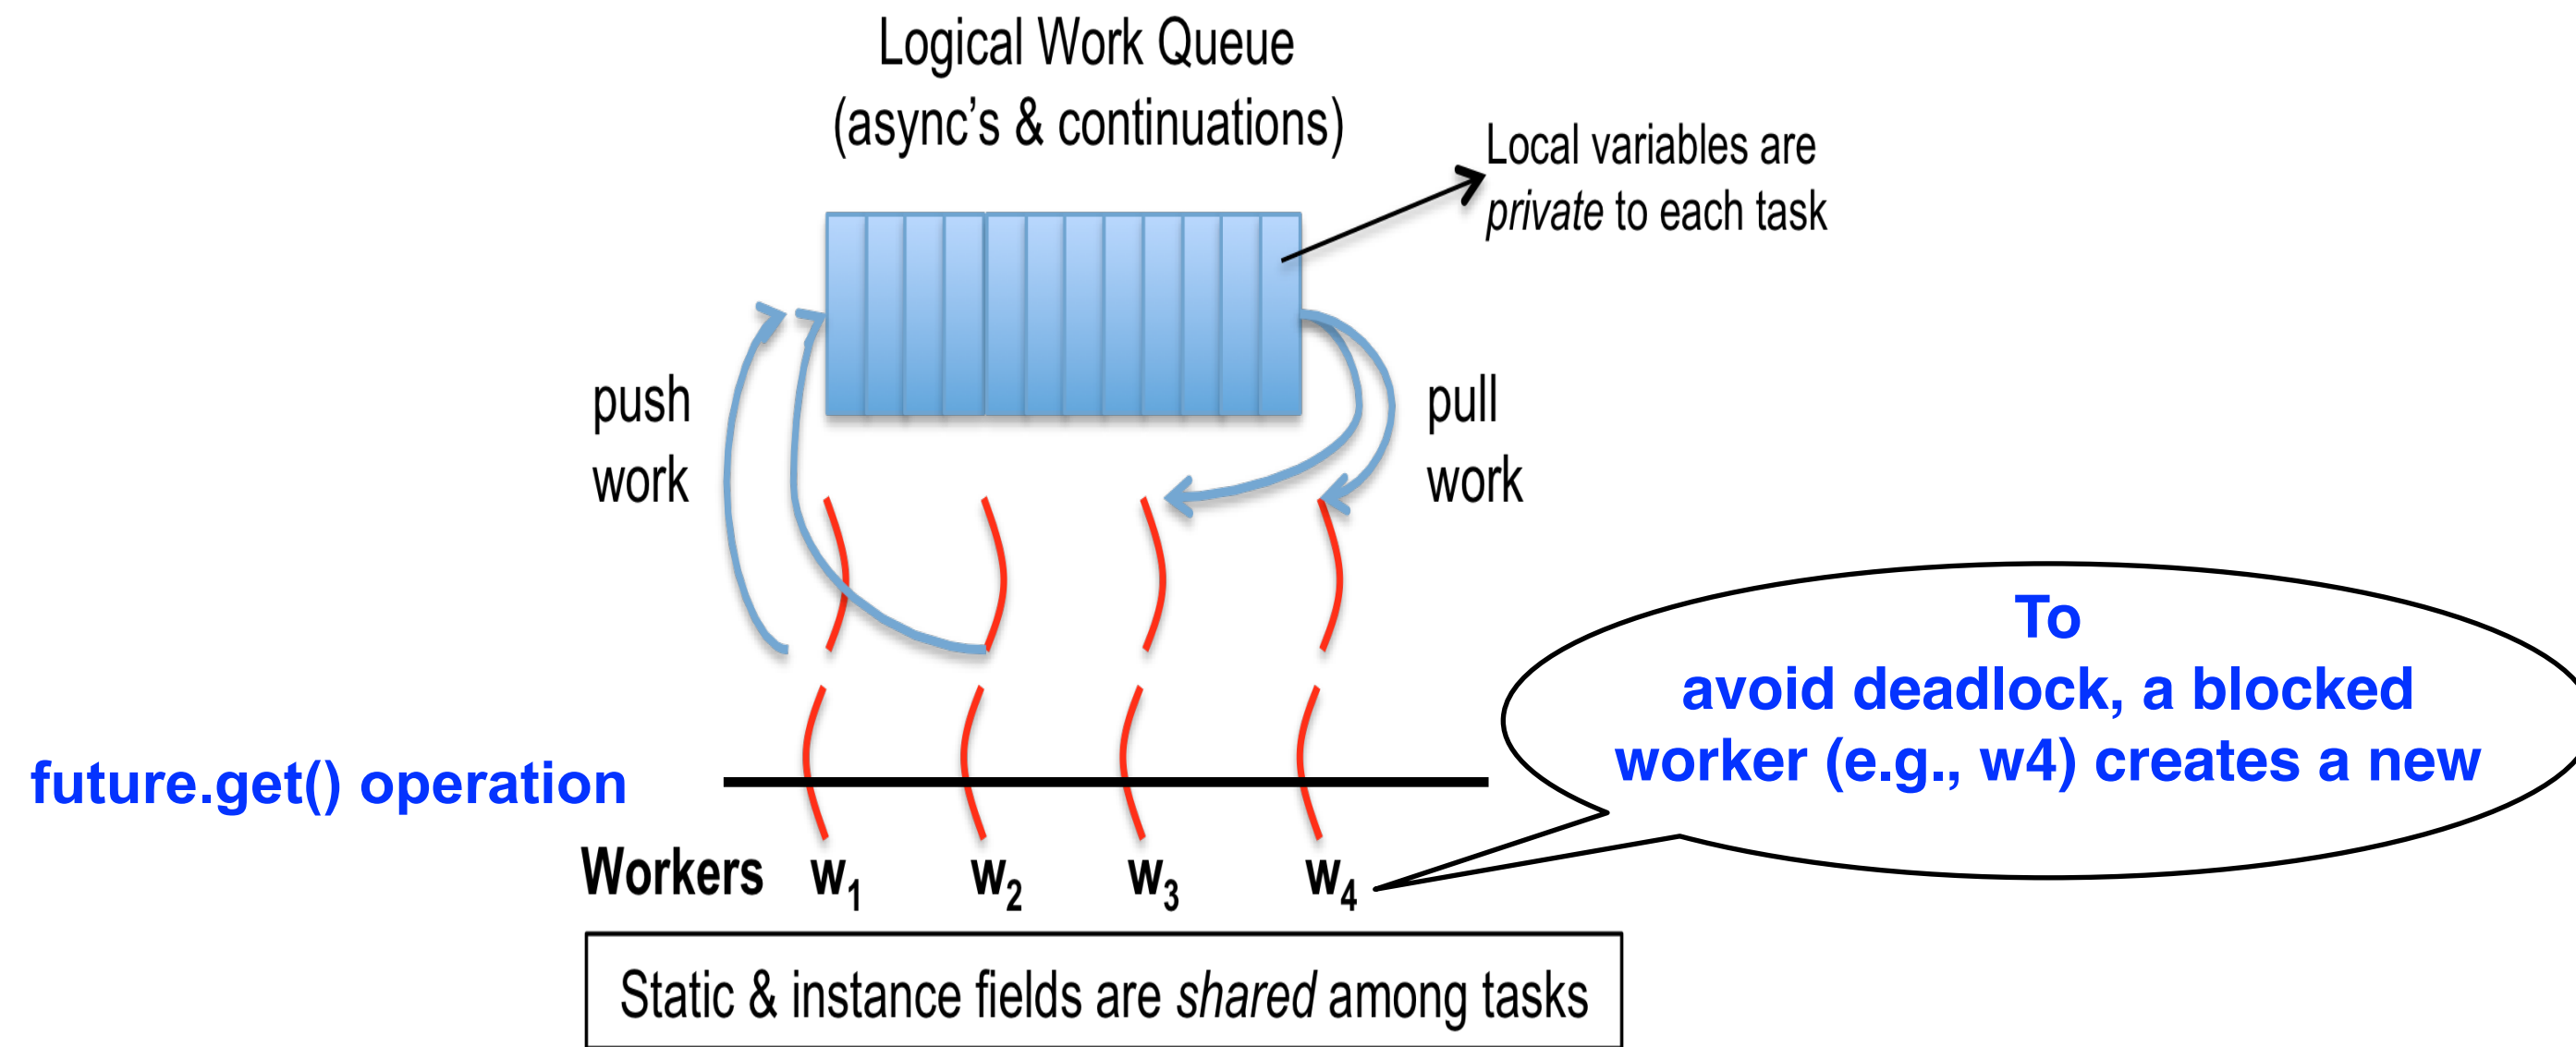 Logical Work Queue
(async's & continuations)
Local variables are
private to each task
push
work
pull
work
To
avoid deadlock, a blocked
worker (e.g., w4) creates a new
future.get() operation
Workers w1 w2 w3 w4
Static & instance fields are shared among tasks